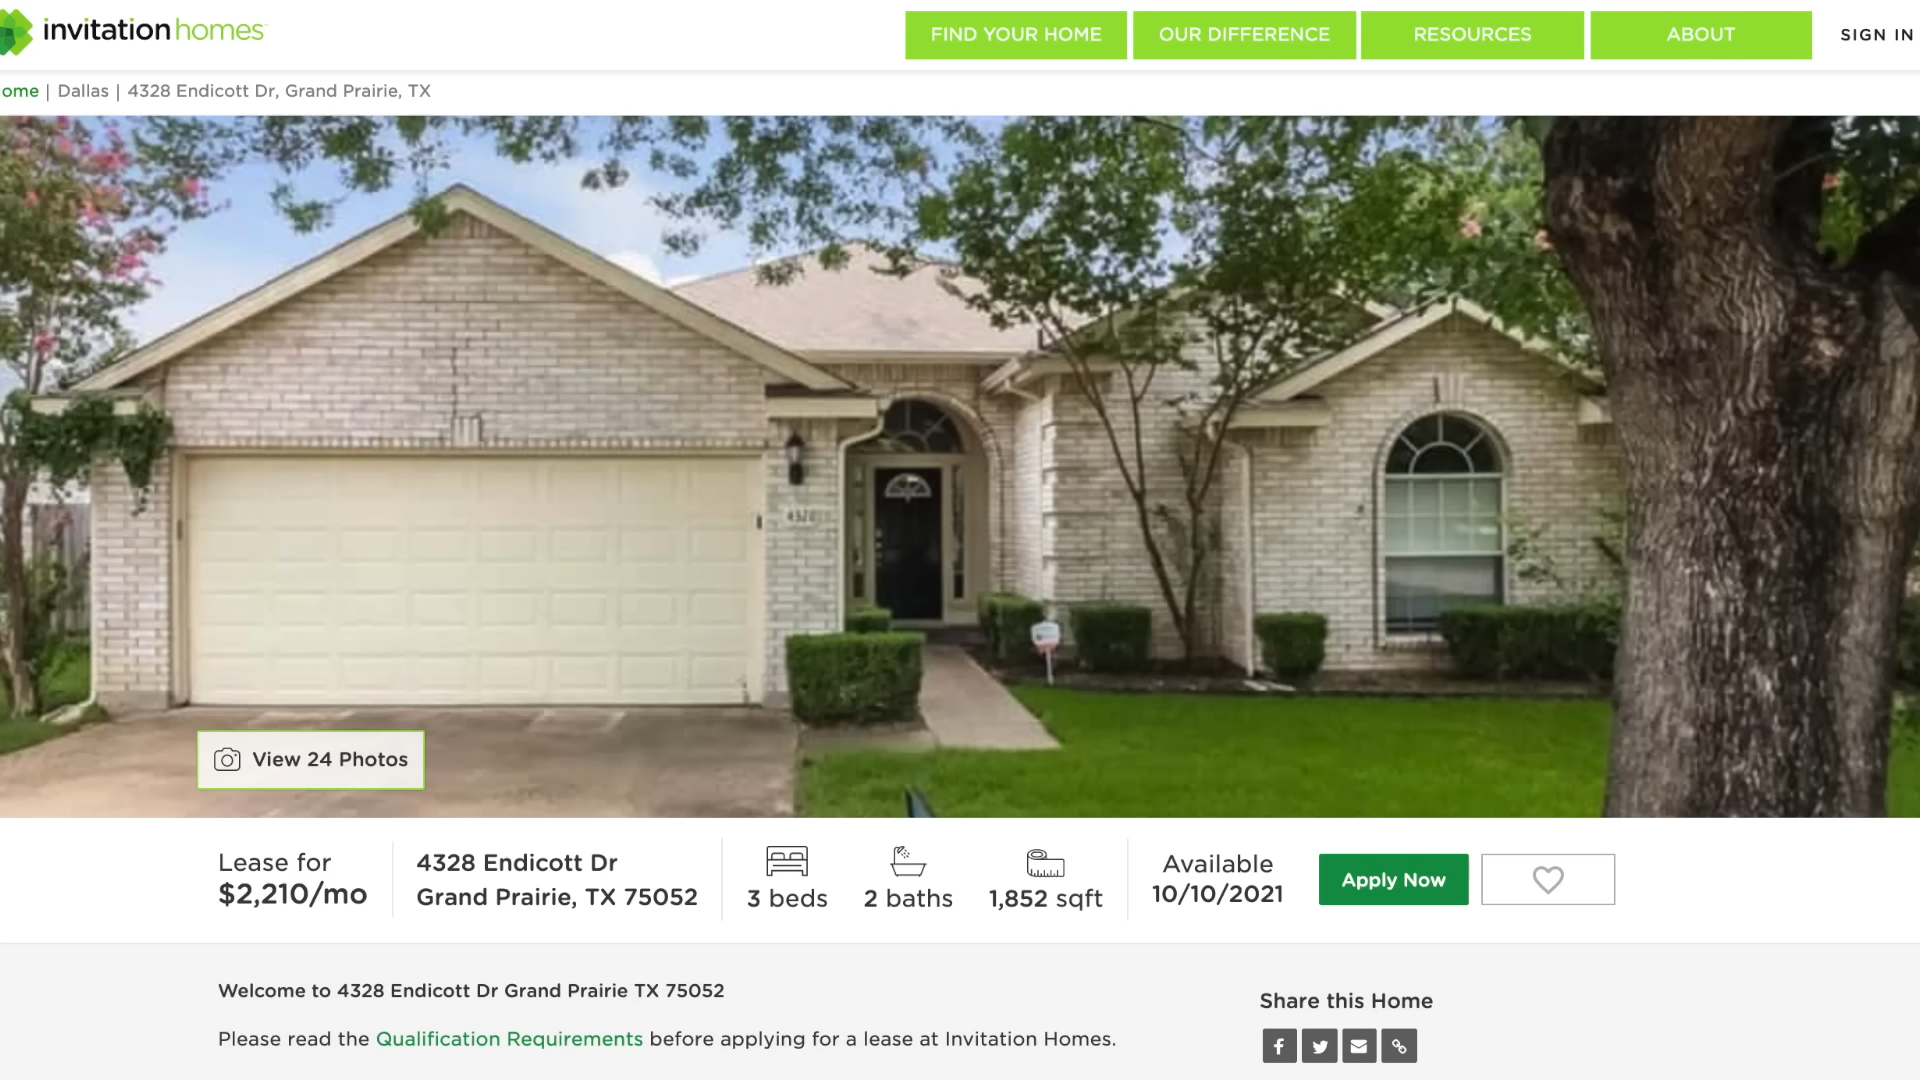 invitation homes
FIND YOUR HOME
OUR DIFFERENCE
RESOURCES
ABOUT
SIGN IN
ome | Dallas | 4328 Endicott Dr, Grand Prairie, TX
4328
View 24 Photos
Lease for
$2,210/mo
4328 Endicott Dr
Grand Prairie, TX 75052
3 beds
2 baths
1,852 sqft
Available
10/10/2021
Apply Now
Welcome to 4328 Endicott Dr Grand Prairie TX 75052
Please read the Qualification Requirements before applying for a lease at Invitation Homes.
Share this Home